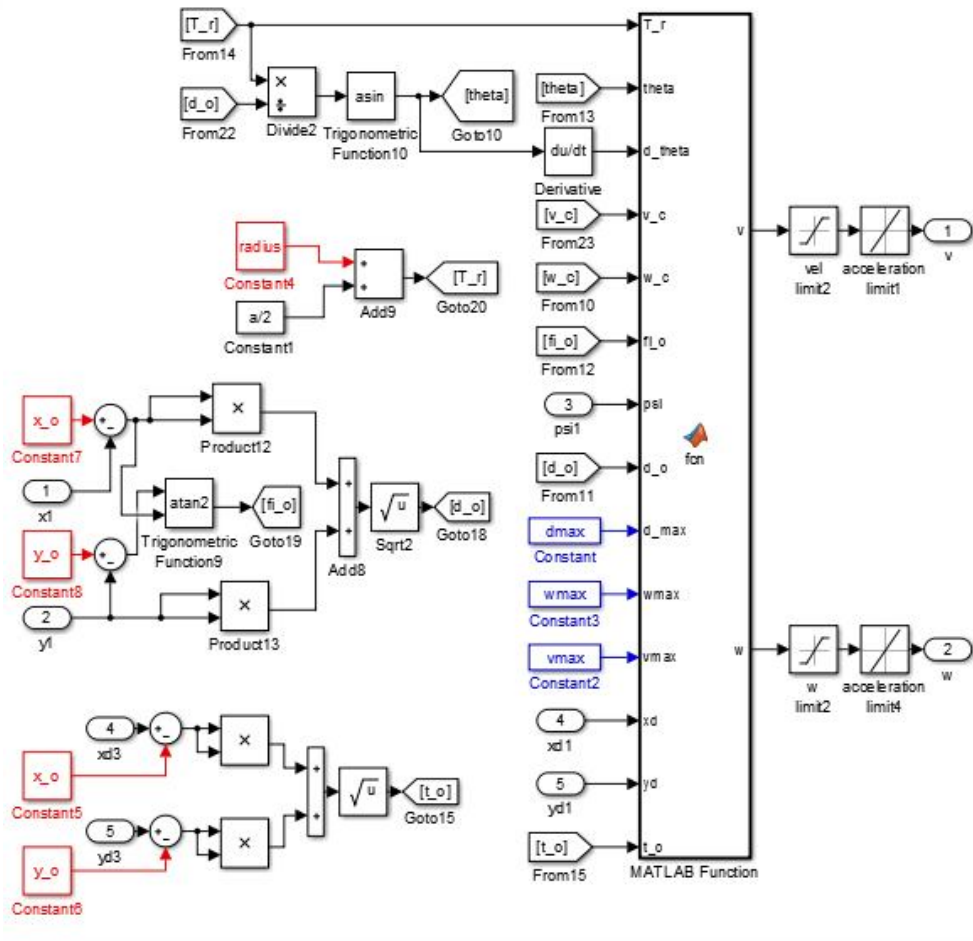 [T_r]
From14
T_r
×
÷
Divide2
[d_o]
From22
asin
Trigonometric
Function10
[theta]
Goto10
[theta]
From13
theta
du/dt
Derivative
d_theta
[v_c]
From23
v_c
radius
Constant4
a/2
Constant1
+
+
Add9
[T_r]
Goto20
[w_c]
From10
w_c
[fi_o]
From12
fi_o
3
psi1
psi
[d_o]
From11
d_o
dmax
Constant
d_max
wmax
Constant3
wmax
vmax
Constant2
vmax
4
xd1
xd
5
yd1
yd
[t_o]
From15
t_o
fcn
MATLAB Function
v
w
vel
limit2
acceleration
limit1
1
v
w
limit2
acceleration
limit4
2
w
x_o
Constant7
+
-
1
x1
×
Product12
atan2
Trigonometric
Function9
[fi_o]
Goto19
y_o
Constant8
+
-
2
y1
×
Product13
+
+
Add8
√u
Sqrt2
[d_o]
Goto18
4
xd3
+
-
×
x_o
Constant5
5
yd3
+
-
×
y_o
Constant6
+
+
√u
[t_o]
Goto15